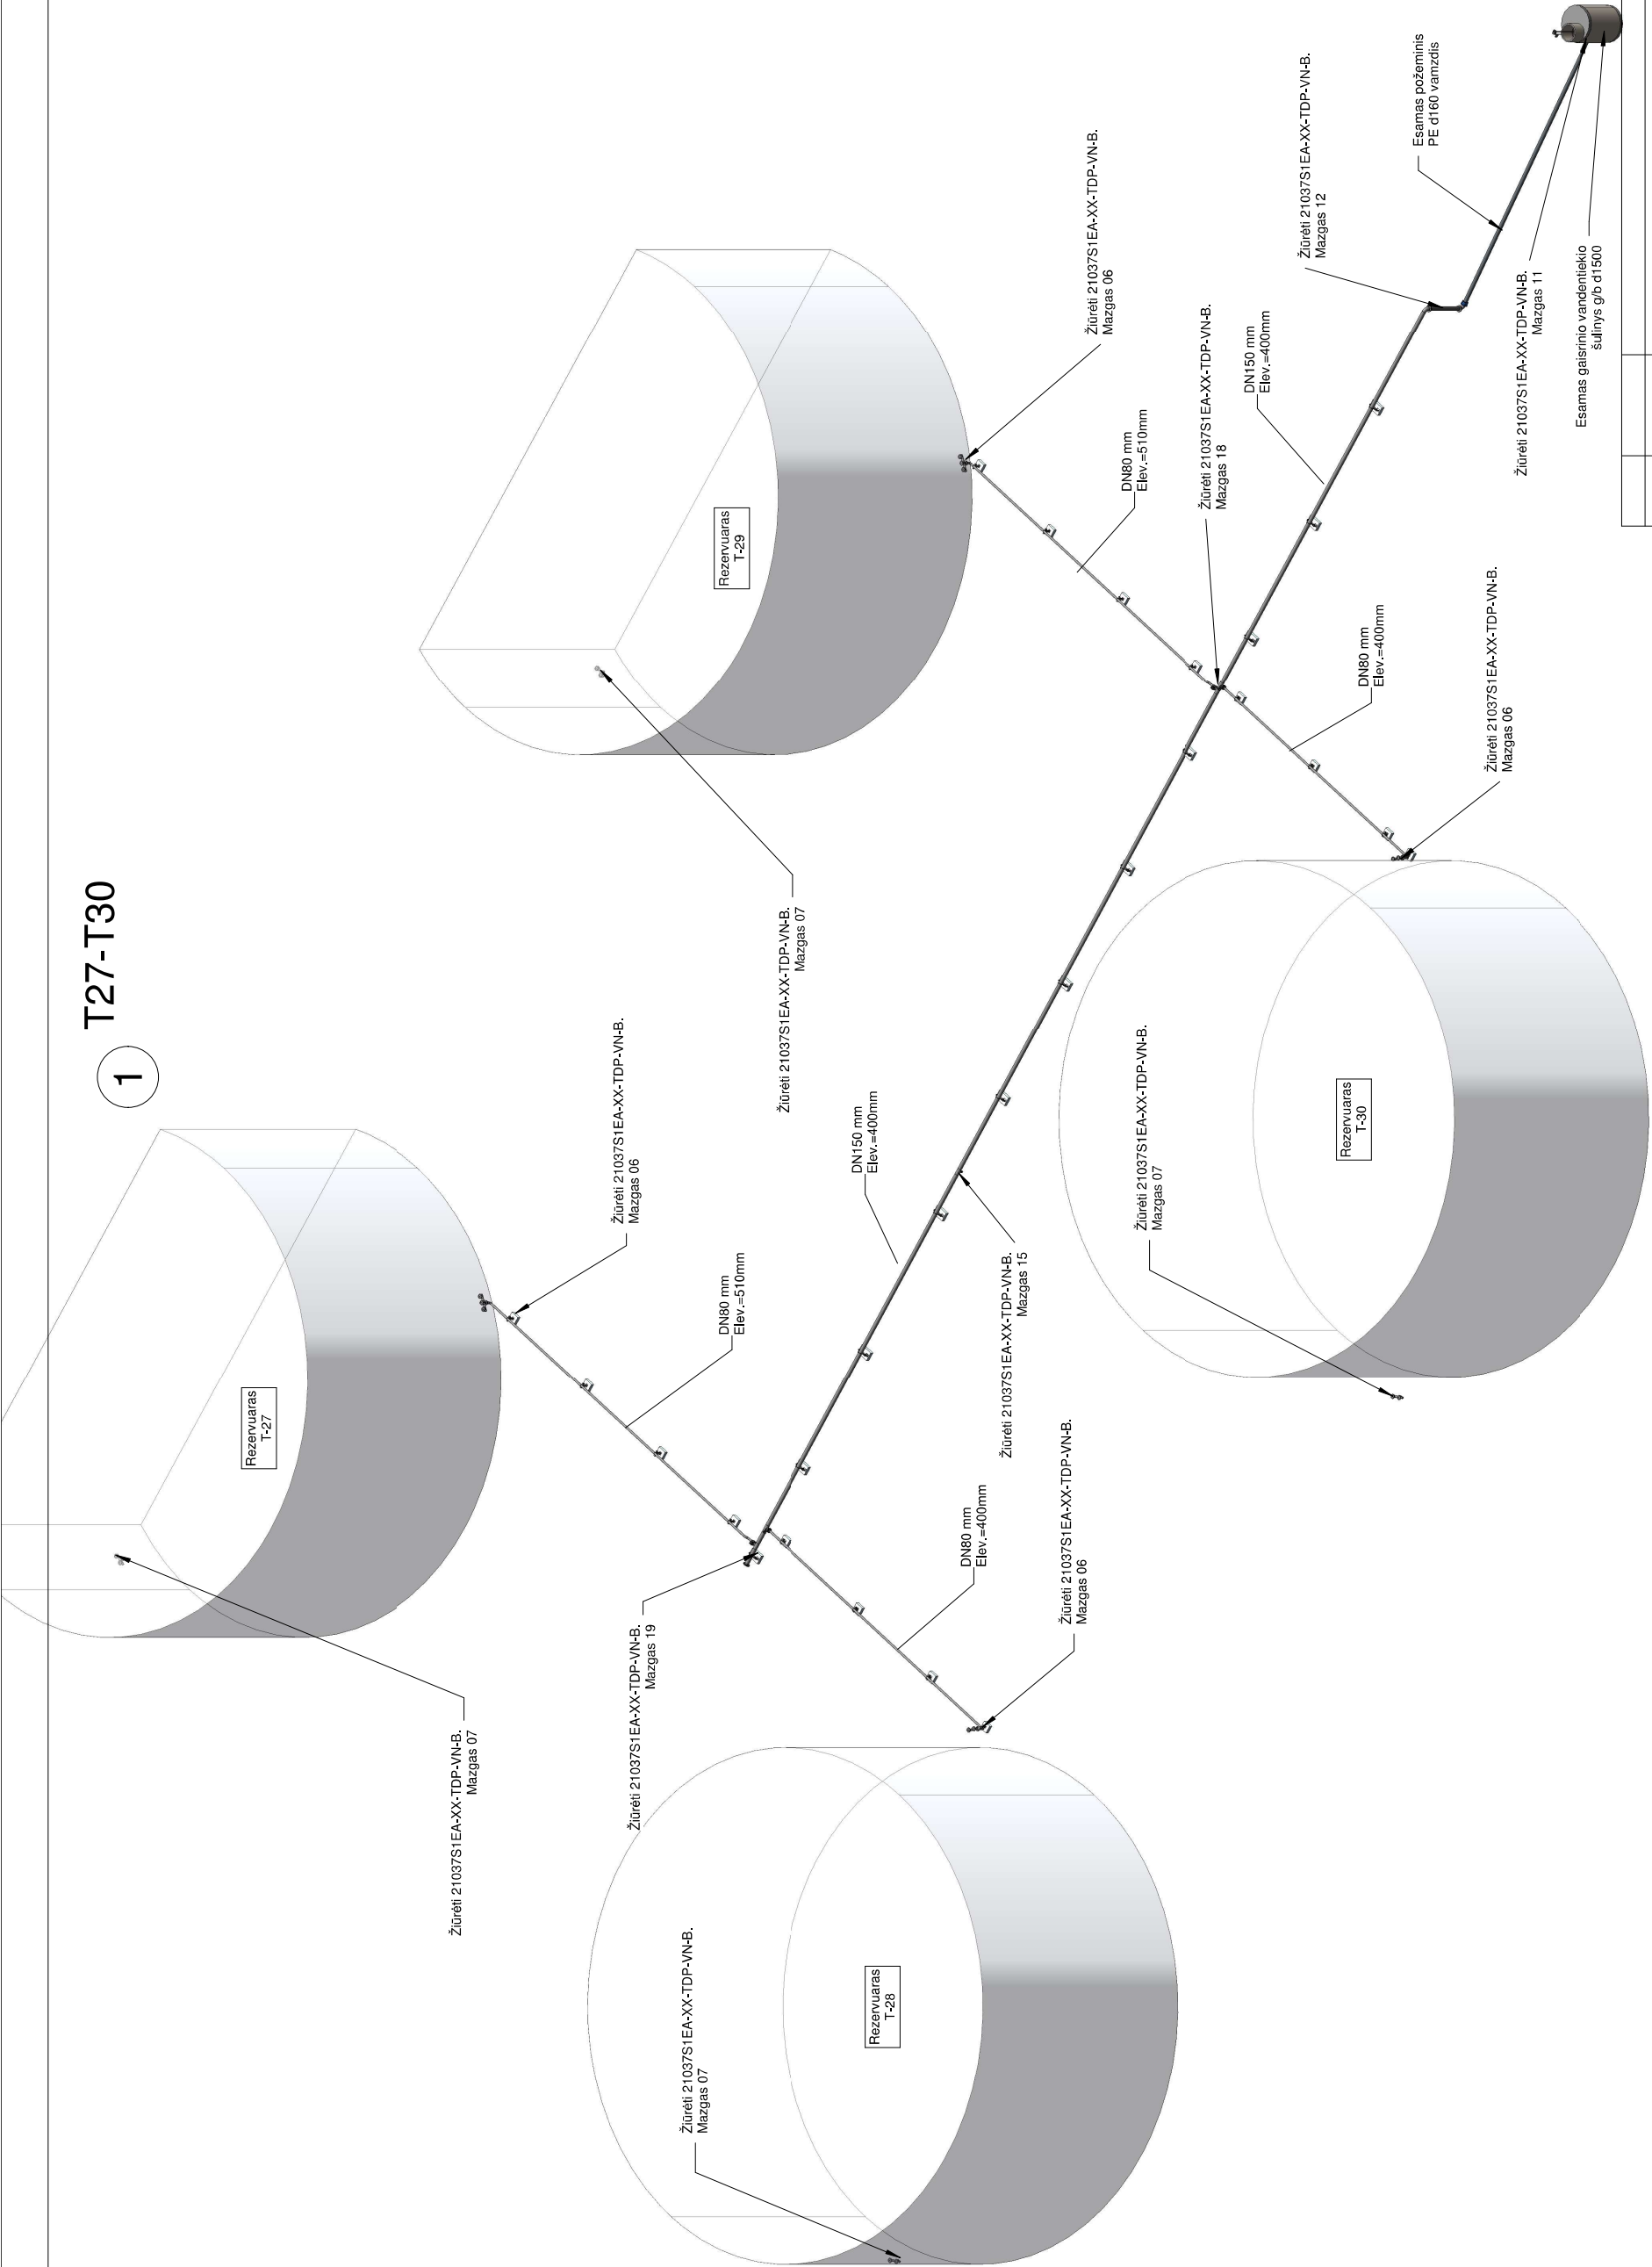 1
T27-T30
Rezervuaras
T-27
Žiūrėti 21037S1EA-XX-TDP-VN-B.
Mazgas 07
Žiūrėti 21037S1EA-XX-TDP-VN-B.
Mazgas 06
DN80 mm
Elev.=510mm
Žiūrėti 21037S1EA-XX-TDP-VN-B.
Mazgas 19
Žiūrėti 21037S1EA-XX-TDP-VN-B.
Mazgas 07
Rezervuaras
T-28
DN80 mm
Elev.=400mm
Žiūrėti 21037S1EA-XX-TDP-VN-B.
Mazgas 06
DN150 mm
Elev.=400mm
Žiūrėti 21037S1EA-XX-TDP-VN-B.
Mazgas 15
Žiūrėti 21037S1EA-XX-TDP-VN-B.
Mazgas 07
Rezervuaras
T-29
Žiūrėti 21037S1EA-XX-TDP-VN-B.
Mazgas 06
DN80 mm
Elev.=510mm
Žiūrėti 21037S1EA-XX-TDP-VN-B.
Mazgas 18
DN150 mm
Elev.=400mm
Žiūrėti 21037S1EA-XX-TDP-VN-B.
Mazgas 07
Rezervuaras
T-30
DN80 mm
Elev.=400mm
Žiūrėti 21037S1EA-XX-TDP-VN-B.
Mazgas 06
Žiūrėti 21037S1EA-XX-TDP-VN-B.
Mazgas 12
Esamas požeminis
PE d160 vamzdis
Žiūrėti 21037S1EA-XX-TDP-VN-B.
Mazgas 11
Esamas gaisrinio vandentiekio
šulinys g/b d1500